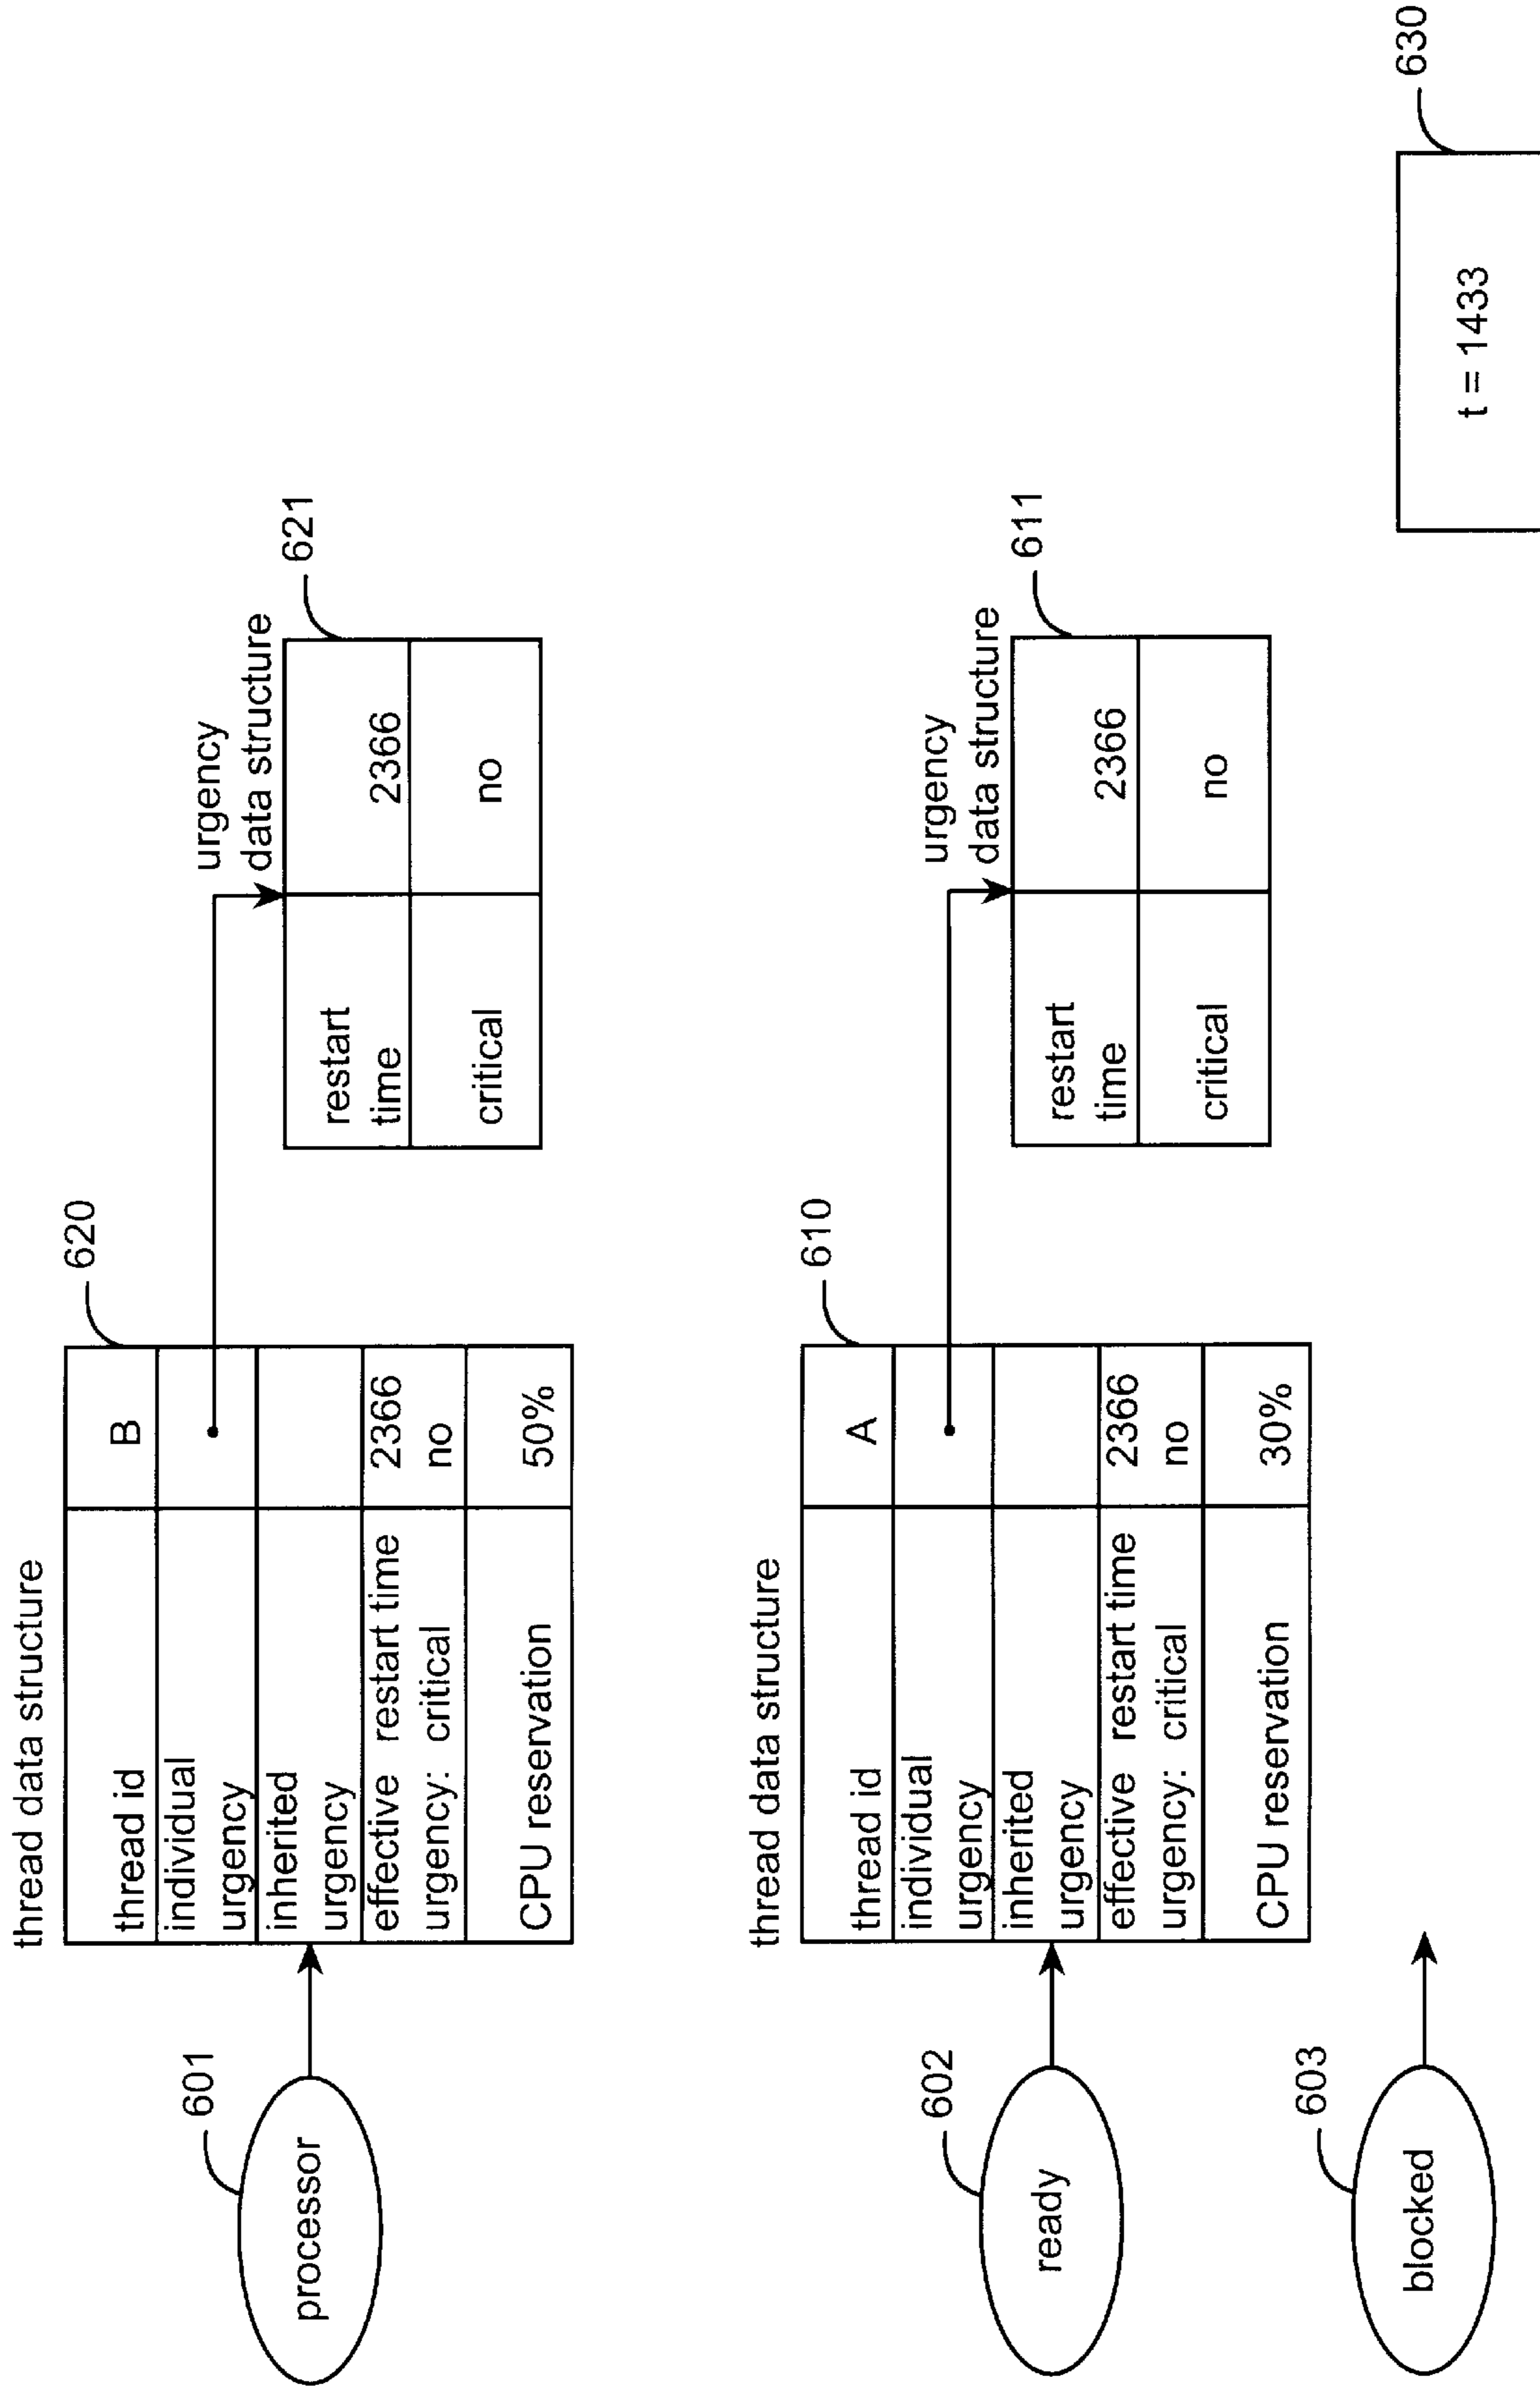 thread data structure
620
thread id
B
individual
urgency
inherited
urgency
effective restart time
2366
urgency: critical
no
CPU reservation
50%
601
processor
urgency
data structure
621
restart
time
2366
critical
no
thread data structure
610
thread id
A
individual
urgency
inherited
urgency
effective restart time
2366
urgency: critical
no
CPU reservation
30%
602
ready
urgency
data structure
611
restart
time
2366
critical
no
603
blocked
630
t = 1433